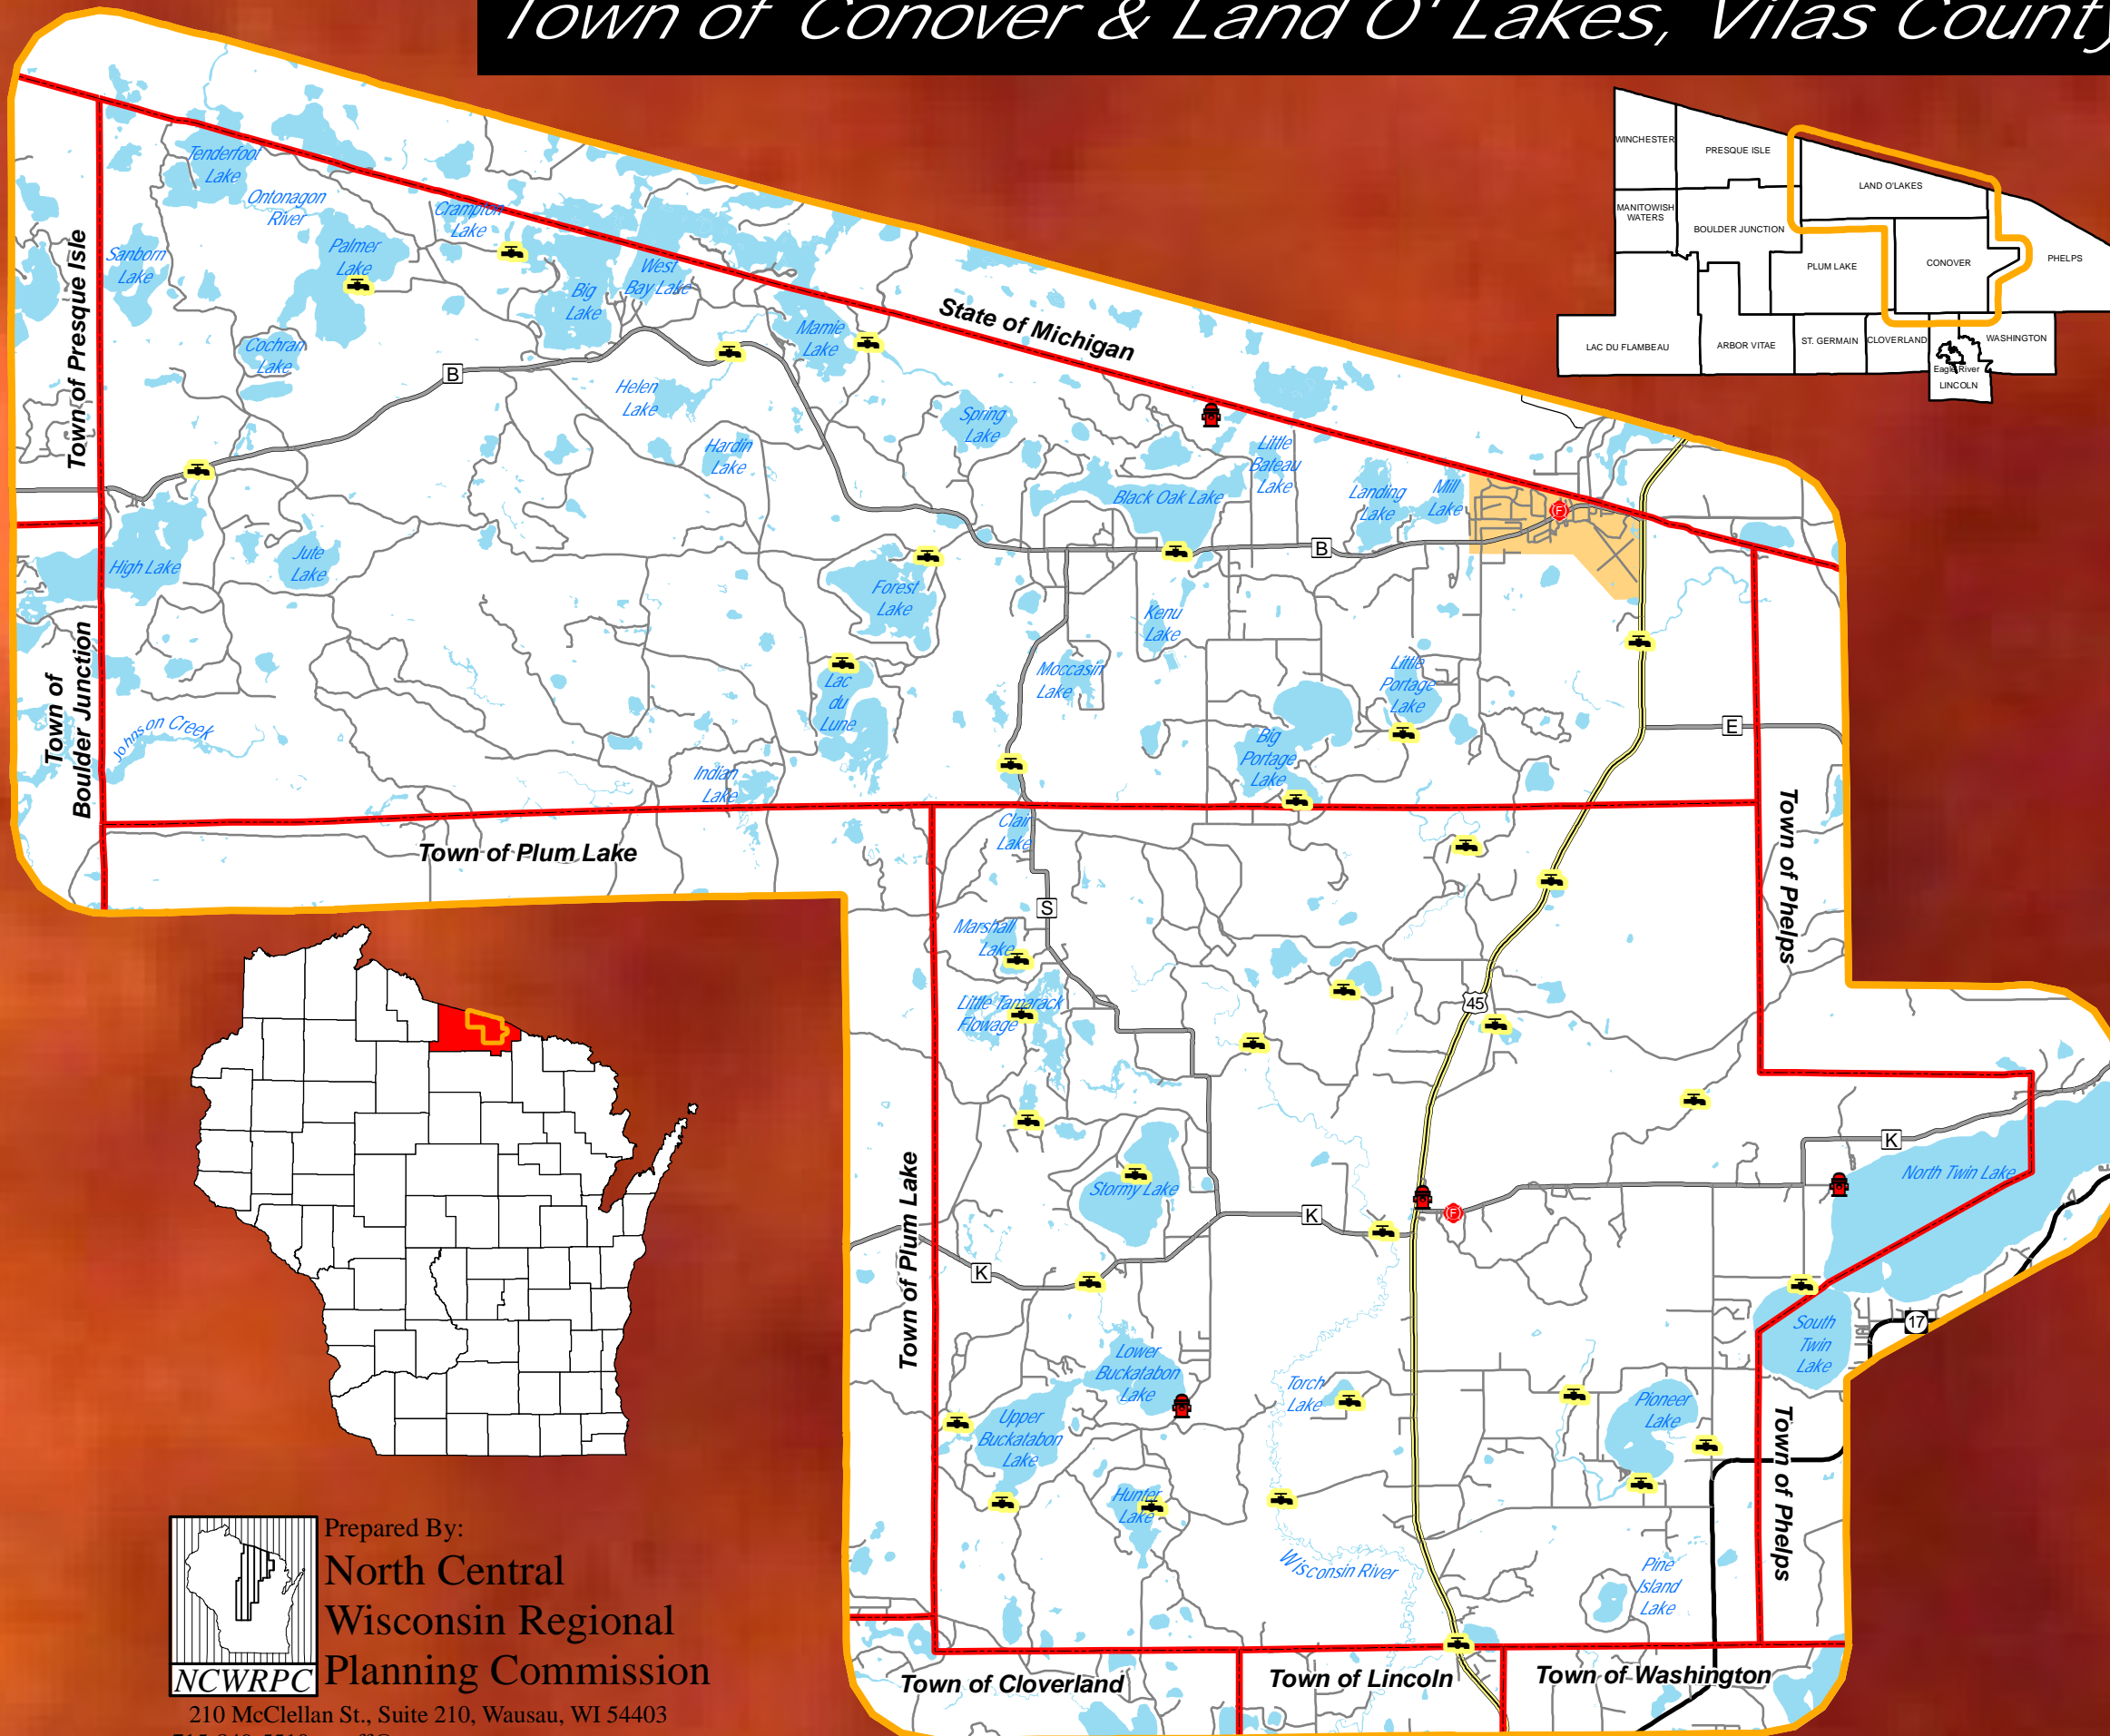 Town of Conover & Land O' Lakes, Vilas County
WINCHESTER
PRESQUE ISLE
LAND O'LAKES
MANITOWISH
WATERS
BOULDER JUNCTION
PLUM LAKE
CONOVER
PHELPS
LAC DU FLAMBEAU
ARBOR VITAE
ST. GERMAIN
CLOVERLAND
WASHINGTON
Eagle River
LINCOLN
Tenderfoot
Lake
Ontonagon
River
Crampton
Lake
Palmer
Lake
Sanborn
Lake
Town of Presque Isle
Big
Lake
West
Bay Lake
State of Michigan
Mamie
Lake
Cochran
Lake
B
Helen
Lake
Hardin
Lake
Spring
Lake
Little
Bateau
Lake
Black Oak Lake
Landing
Lake
Mill
Lake
F
B
High Lake
Jute
Lake
Forest
Lake
Kenu
Lake
Moccasin
Lake
Little
Portage
Lake
Lac
du
Lune
Town of
Boulder Junction
Johnson Creek
Big
Portage
Lake
E
Indian
Lake
Town of Phelps
Clair
Lake
Town of Plum Lake
S
Marshall
Lake
Little Tamarack
Flowage
45
K
North Twin Lake
Stormy Lake
Town of Plum Lake
K
F
K
South
Twin
Lake
17
Lower
Buckatabon
Lake
Torch
Lake
Pioneer
Lake
Upper
Buckatabon
Lake
Town of Phelps
Hunter
Lake
Wisconsin River
Pine
Island
Lake
Town of Cloverland
Town of Lincoln
Town of Washington
Prepared By:
North Central
Wisconsin Regional
Planning Commission
NCWRPC
210 McClellan St., Suite 210, Wausau, WI 54403